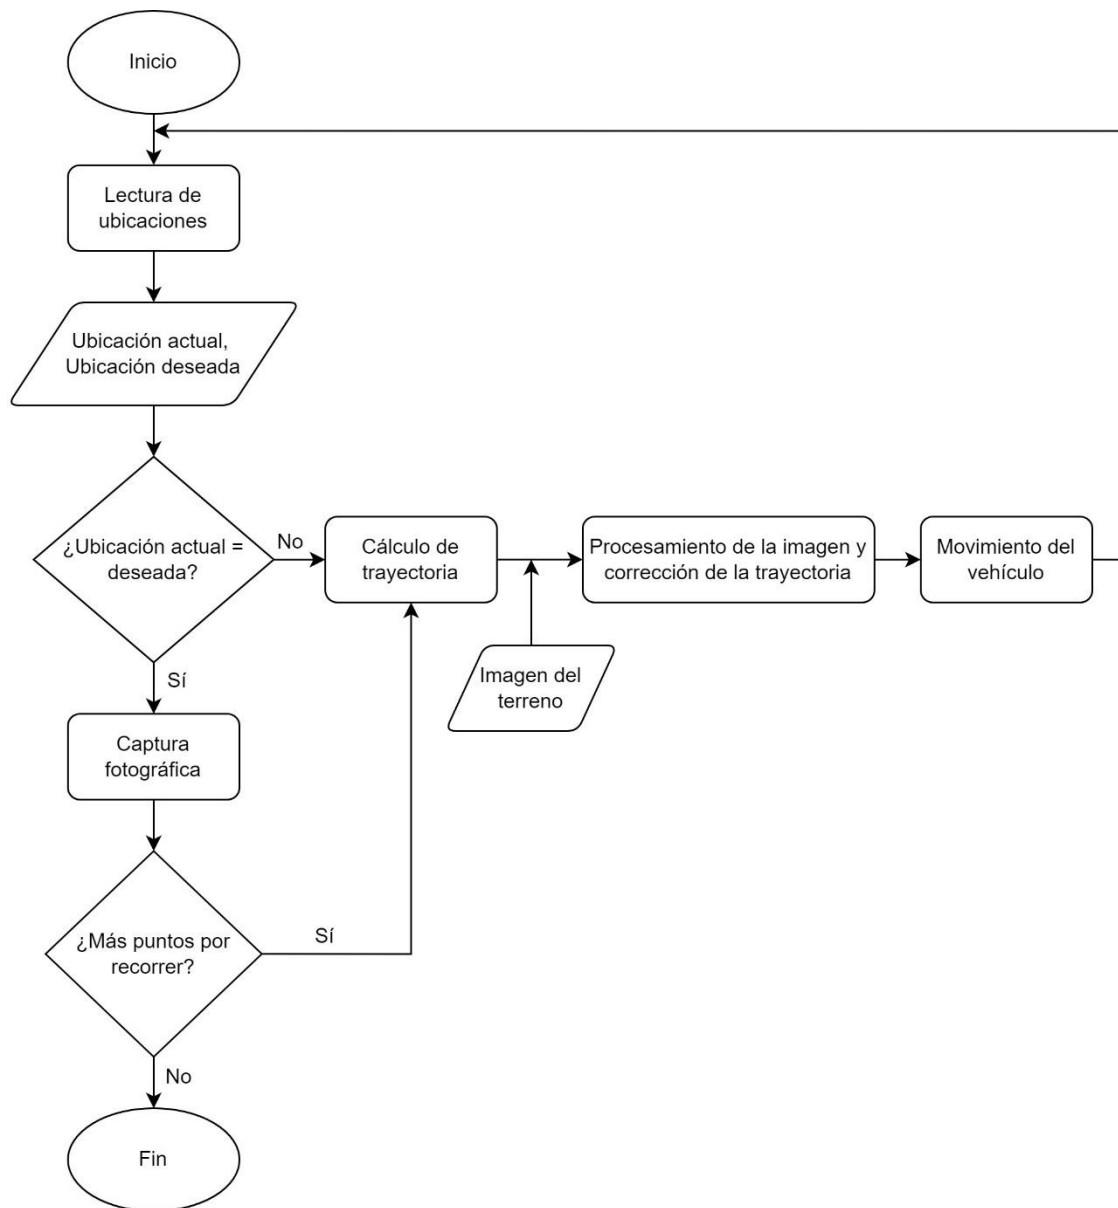 Inicio
Lectura de
ubicaciones
Ubicación actual,
Ubicación deseada
¿Ubicación actual =
deseada?
No
Cálculo de
trayectoria
Procesamiento de la imagen y
corrección de la trayectoria
Movimiento del
vehículo
Imagen del
terreno
Sí
Captura
fotográfica
¿Más puntos por
recorrer?
Sí
No
Fin